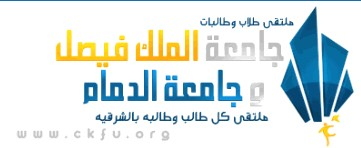 ملتقى طلاب وطالبات
جامعة الملك فيصل
و جامعة الدمام
ملتقى كل طالب وطالبه بالشرقيه
www.ckfu.org